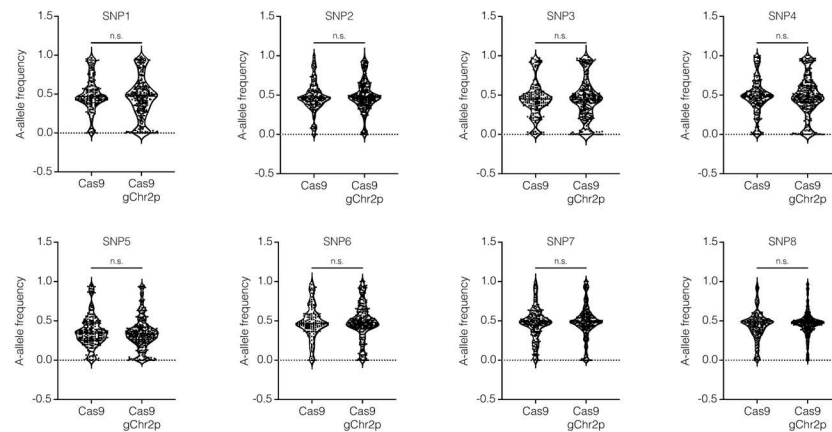 SNP1
n.s.
A-allele frequency
1.5
1.0
0.5
0.0
-0.5
Cas9
Cas9
gChr2p
SNP2
n.s.
A-allele frequency
1.5
1.0
0.5
0.0
-0.5
Cas9
Cas9
gChr2p
SNP3
n.s.
A-allele frequency
1.5
1.0
0.5
0.0
-0.5
Cas9
Cas9
gChr2p
SNP4
n.s.
A-allele frequency
1.5
1.0
0.5
0.0
-0.5
Cas9
Cas9
gChr2p
SNP5
n.s.
A-allele frequency
1.5
1.0
0.5
0.0
-0.5
Cas9
Cas9
gChr2p
SNP6
n.s.
A-allele frequency
1.5
1.0
0.5
0.0
-0.5
Cas9
Cas9
gChr2p
SNP7
n.s.
A-allele frequency
1.5
1.0
0.5
0.0
-0.5
Cas9
Cas9
gChr2p
SNP8
n.s.
A-allele frequency
1.5
1.0
0.5
0.0
-0.5
Cas9
Cas9
gChr2p